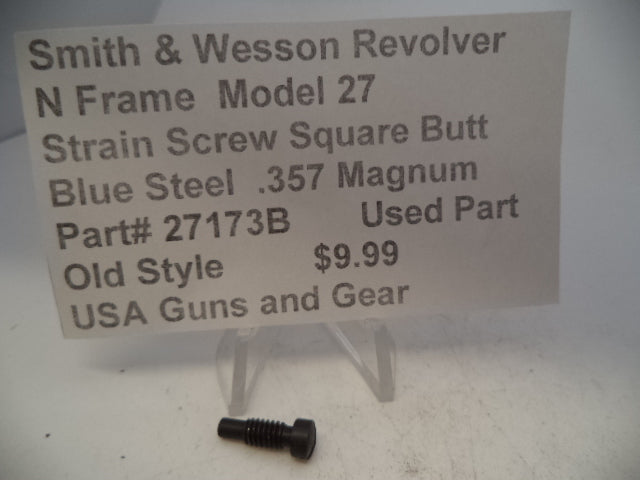 Smith & Wesson Revolver
N Frame Model 27
Strain Screw Square Butt
Blue Steel .357 Magnum
Part# 27173B Used Part
Old Style $9.99
USA Guns and Gear